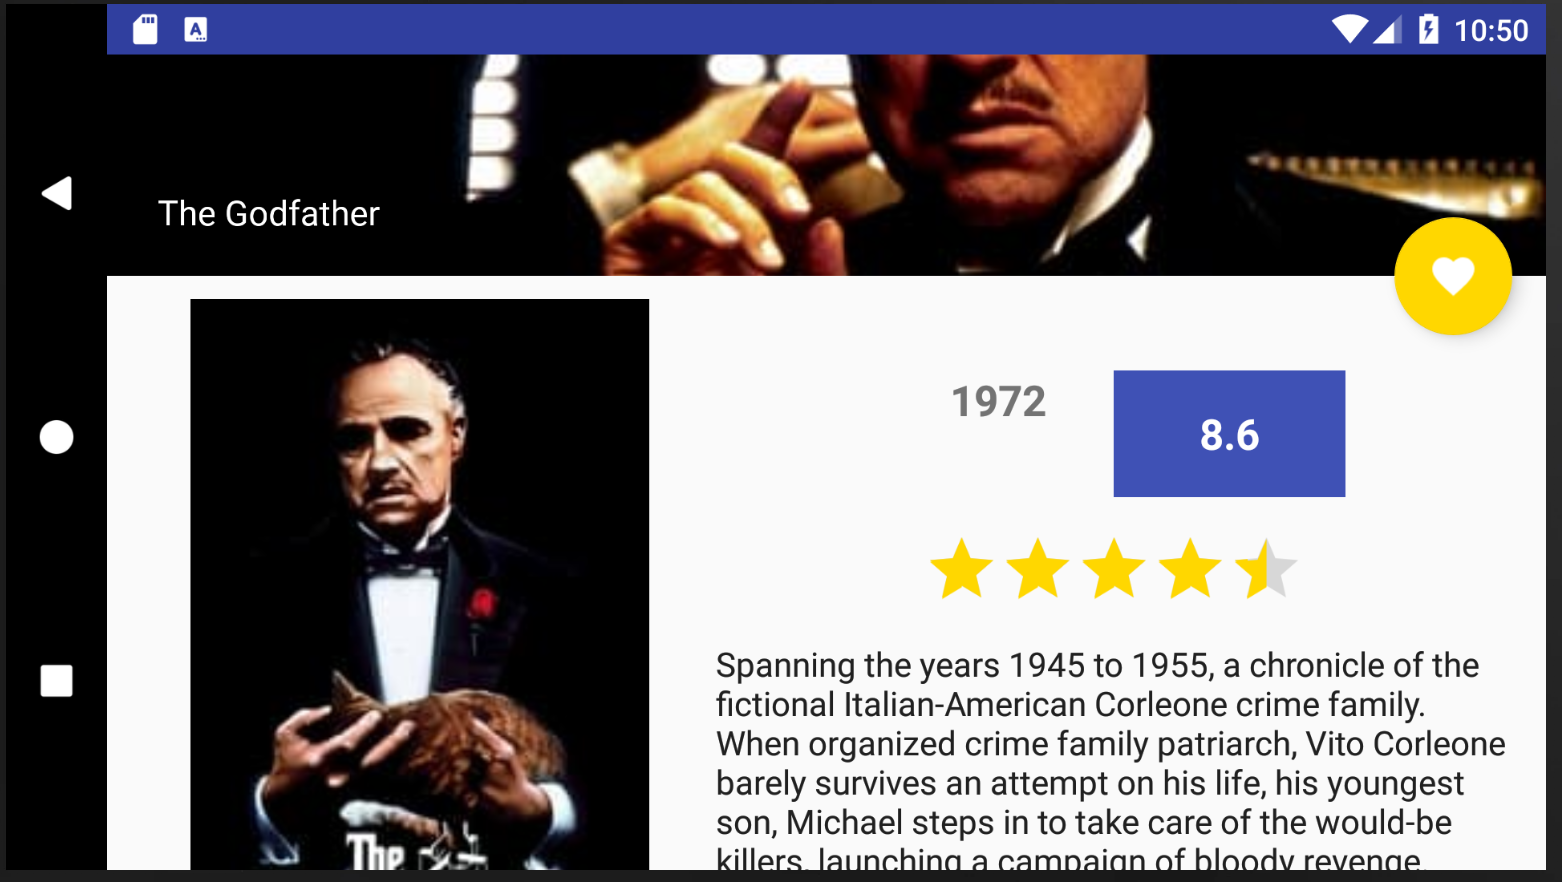 A
10:50
The Godfather
1972
8.6
Spanning the years 1945 to 1955, a chronicle of the
fictional Italian-American Corleone crime family.
When organized crime family patriarch, Vito Corleone
barely survives an attempt on his life, his youngest
son, Michael steps in to take care of the would-be
killers, launching a campaign of bloody revenge.
The